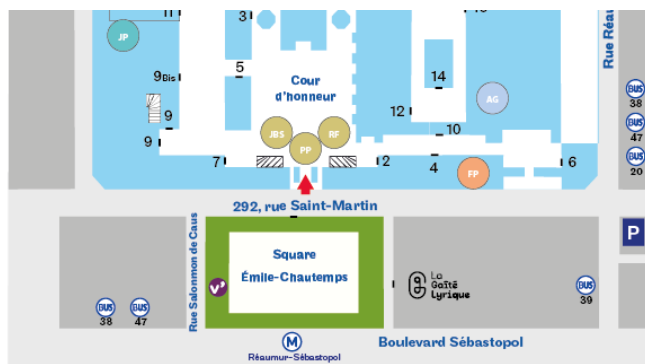 11
3
JP
5
9Bis
Cour
d'honneur
14
12
AG
9
9
JBS
RF
PP
10
7
2
4
FP
6
Rue Réau
BUS
38
BUS
47
BUS
20
292, rue Saint-Martin
Rue Salonmon de Caus
Square
Émile-Chautemps
V'
La
Gaîté
Lyrique
P
BUS
38
BUS
47
BUS
39
M
Réaumur-Sébastopol
Boulevard Sébastopol